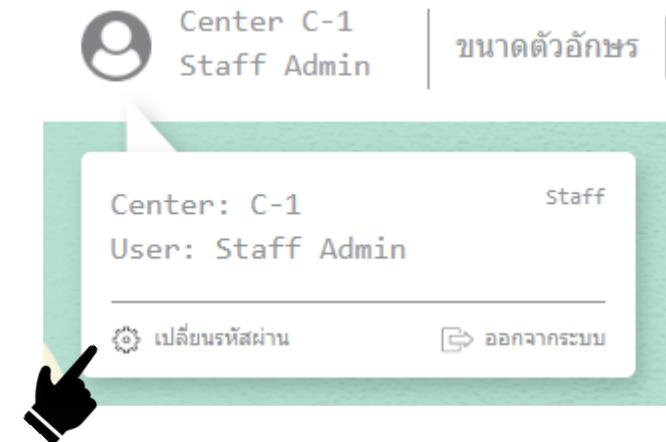 Center C-1
Staff Admin
ขนาดตัวอักษร
Center: C-1
Staff
User: Staff Admin
เปลี่ยนรหัสผ่าน
ออกจากระบบ